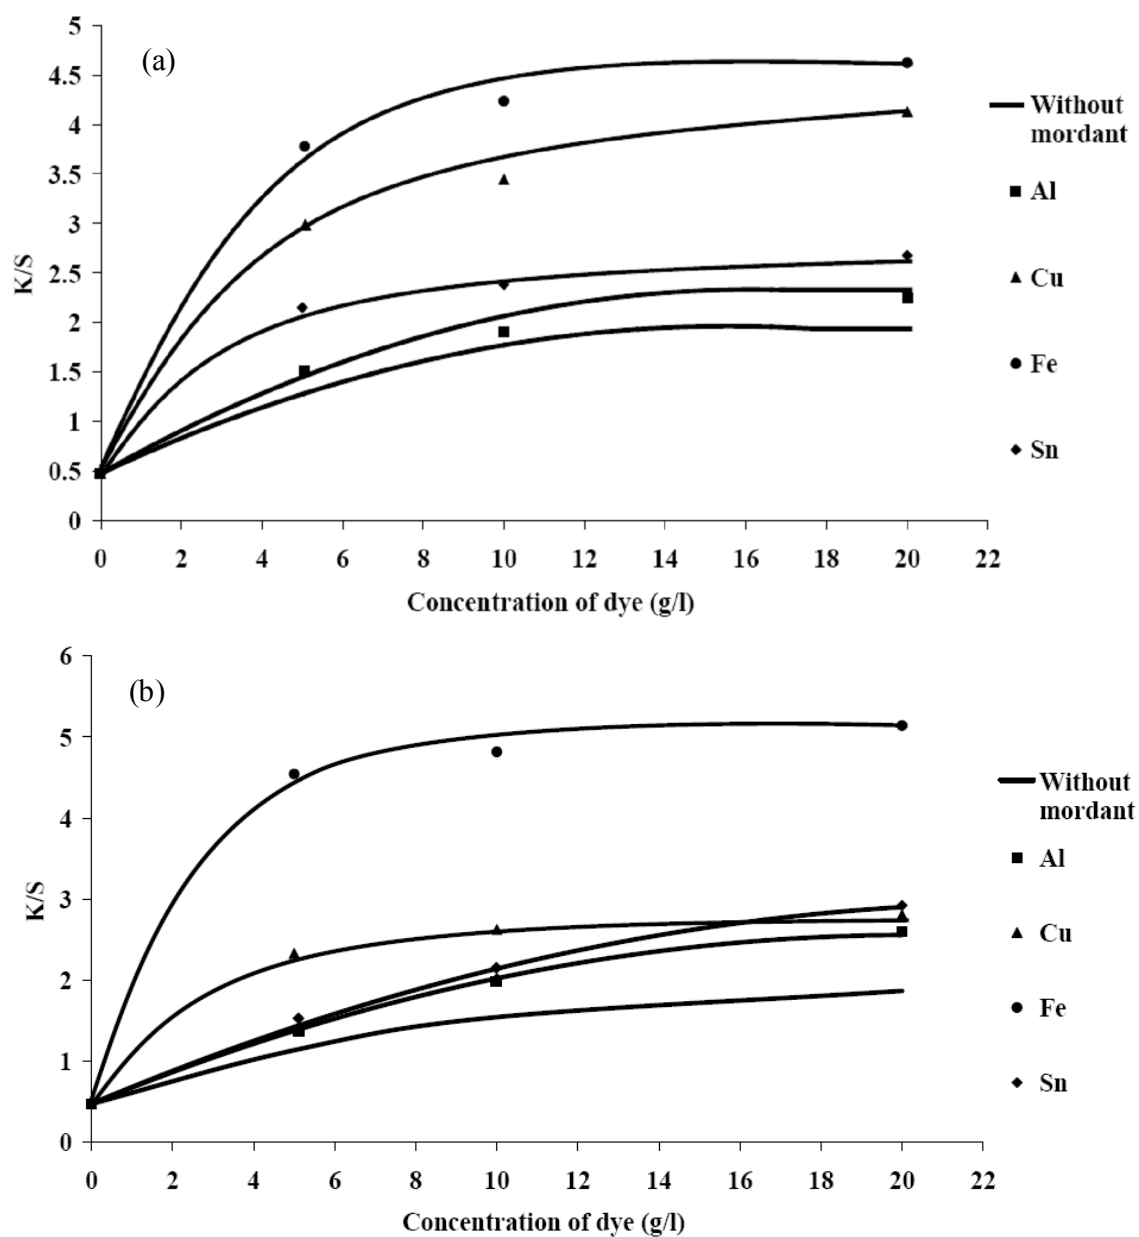 (a)
5
4.5
4
3.5
3
2.5
2
1.5
1
0.5
0
K/S
0 2 4 6 8 10 12 14 16 18 20 22
Concentration of dye (g/l)
Without
mordant
Al
Cu
Fe
Sn
(b)
6
5
4
3
2
1
0
K/S
0 2 4 6 8 10 12 14 16 18 20 22
Concentration of dye (g/l)
Without
mordant
Al
Cu
Fe
Sn